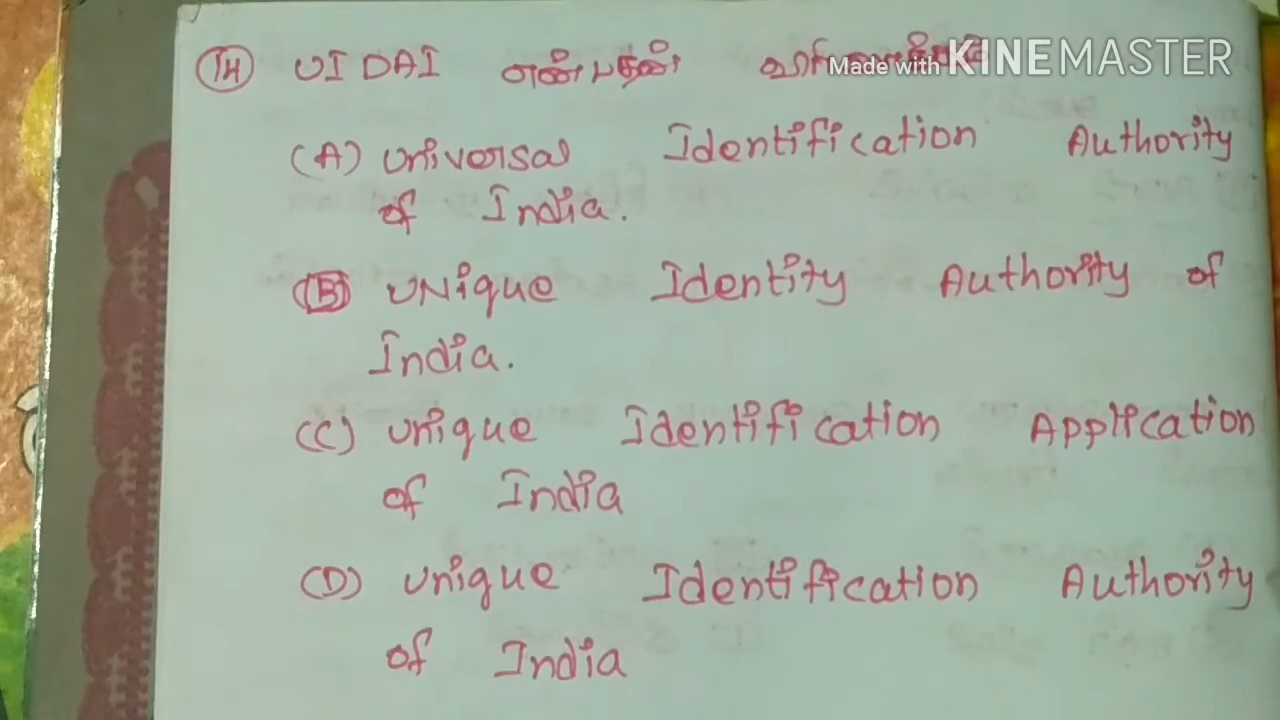 14 UIDAI என்பதன் விரிவாக்கம்
Made with KINEMASTER
(A) Universal Identification Authority
of India.
(B) UNique Identity Authority of
India.
(C) Unique Identification Application
of India
(D) Unique Identification Authority
of India